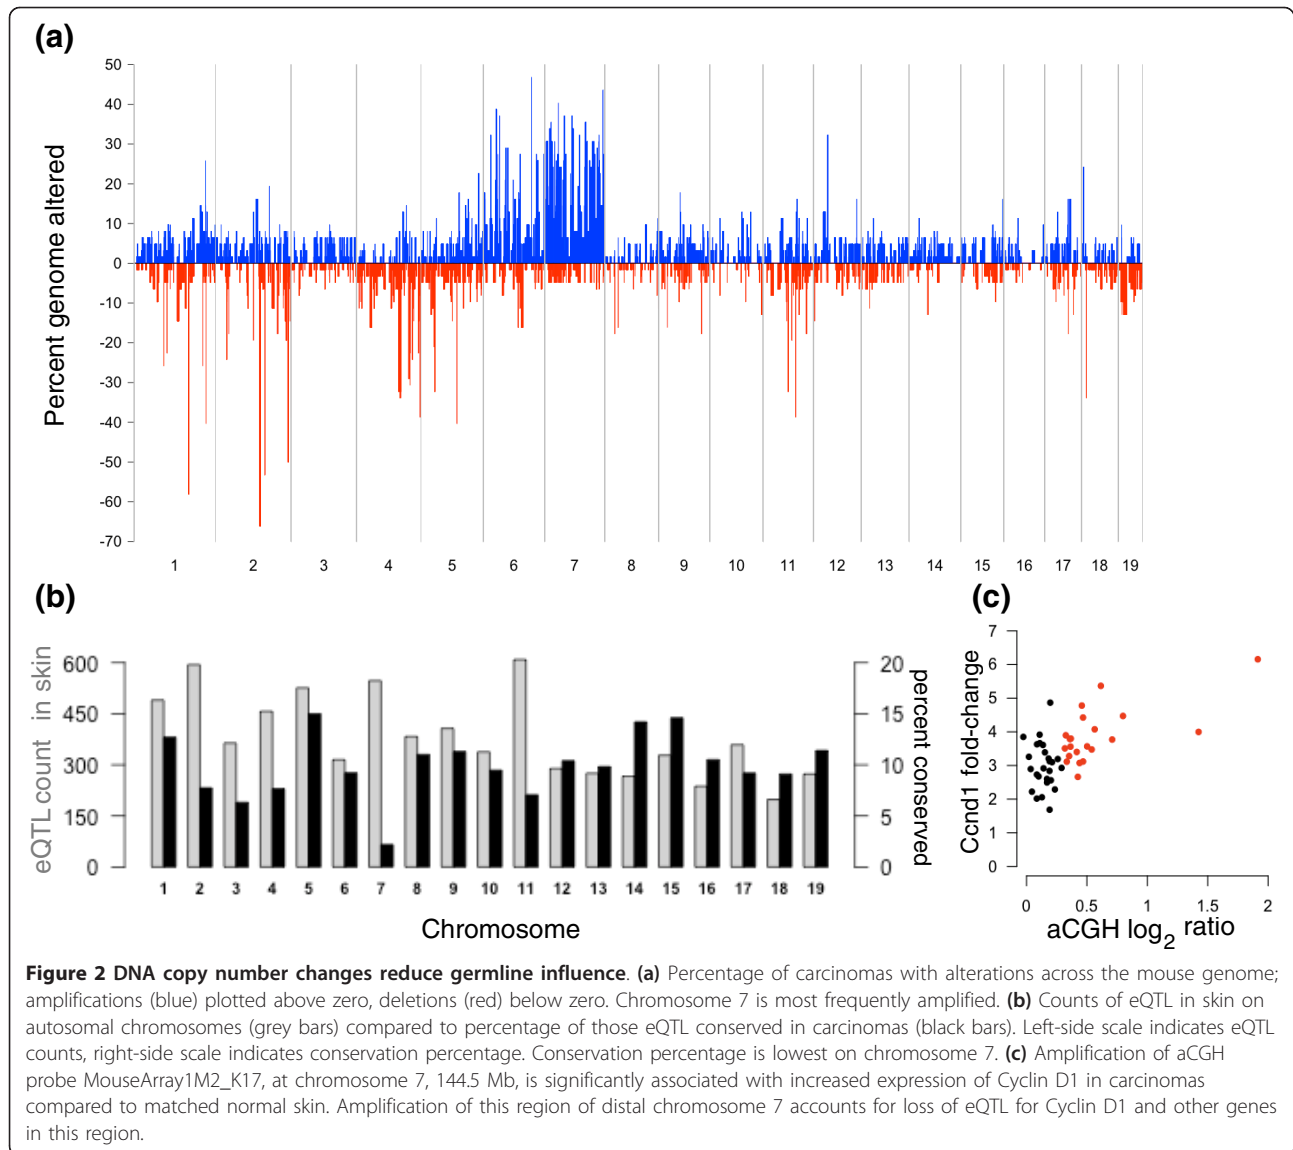 (a)
Percent genome altered
50
40
30
20
10
0
-10
-20
-30
-40
-50
-60
-70
1 2 3 4 5 6 7 8 9 10 11 12 13 14 15 16 17 18 19
(b)
eQTL count in skin
600
450
300
150
0
20
15
10
5
0
percent conserved
1 2 3 4 5 6 7 8 9 10 11 12 13 14 15 16 17 18 19
Chromosome
(c)
Ccnd1 fold-change
7
6
5
4
3
2
1
0
0 0.5 1 1.5 2
aCGH log2 ratio
Figure 2 DNA copy number changes reduce germline influence. (a) Percentage of carcinomas with alterations across the mouse genome;
amplifications (blue) plotted above zero, deletions (red) below zero. Chromosome 7 is most frequently amplified. (b) Counts of eQTL in skin on
autosomal chromosomes (grey bars) compared to percentage of those eQTL conserved in carcinomas (black bars). Left-side scale indicates eQTL
counts, right-side scale indicates conservation percentage. Conservation percentage is lowest on chromosome 7. (c) Amplification of aCGH
probe MouseArray1M2_K17, at chromosome 7, 144.5 Mb, is significantly associated with increased expression of Cyclin D1 in carcinomas
compared to matched normal skin. Amplification of this region of distal chromosome 7 accounts for loss of eQTL for Cyclin D1 and other genes
in this region.